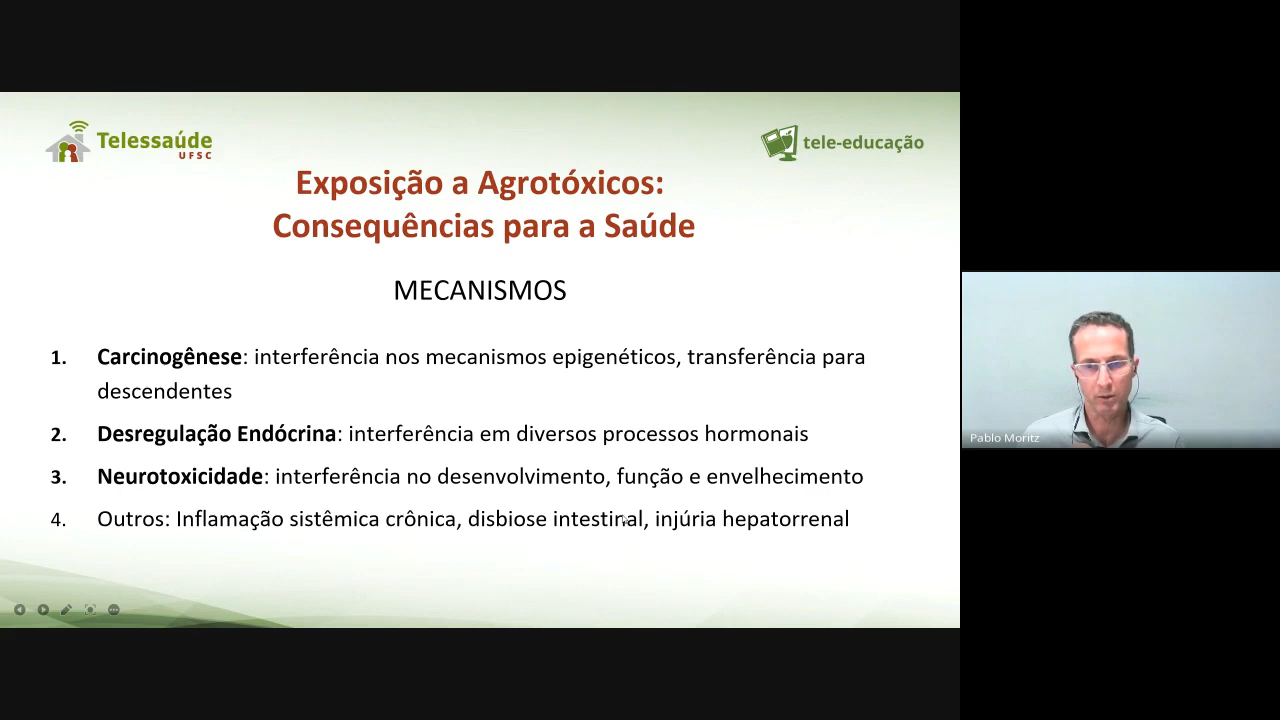 Telessaúde
UFSC
tele-educação
Exposição a Agrotóxicos:
Consequências para a Saúde
MECANISMOS
1. Carcinogênese: interferência nos mecanismos epigenéticos, transferência para
descendentes
2. Desregulação Endócrina: interferência em diversos processos hormonais
3. Neurotoxicidade: interferência no desenvolvimento, função e envelhecimento
4. Outros: Inflamação sistêmica crônica, disbiose intestinal, injúria hepatorrenal
Pablo Moritz